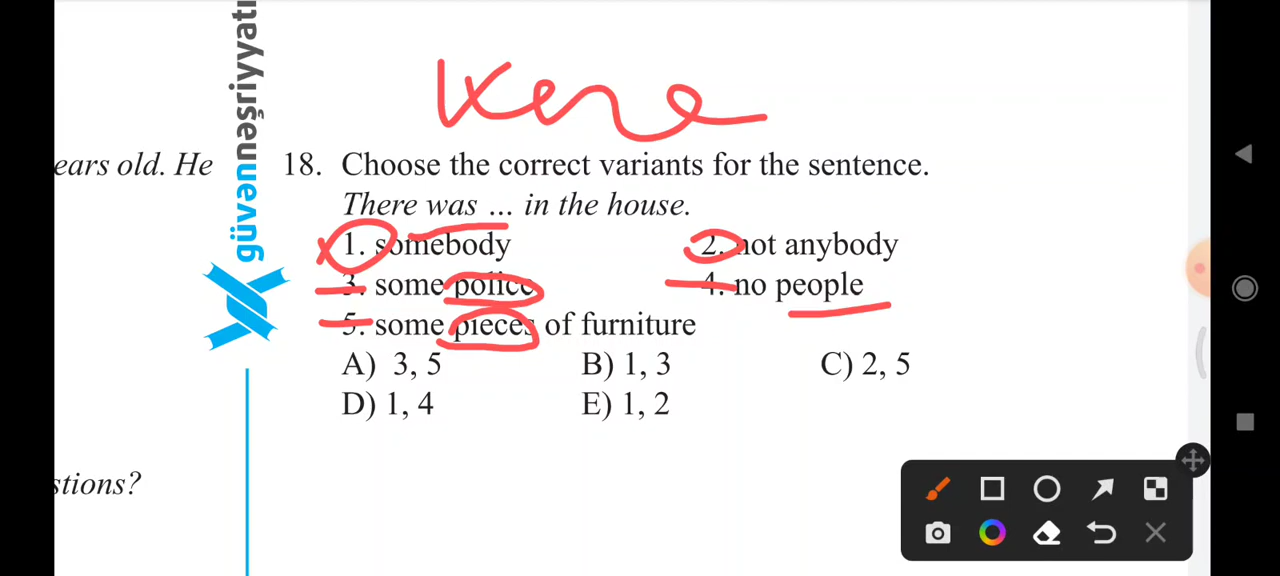 güvennəşriyyatı
were
ears old. He
18. Choose the correct variants for the sentence.
There was ... in the house.
1. somebody 2. not anybody
3. some police 4. no people
5. some pieces of furniture
A) 3, 5 B) 1, 3 C) 2, 5
D) 1, 4 E) 1, 2
stions?